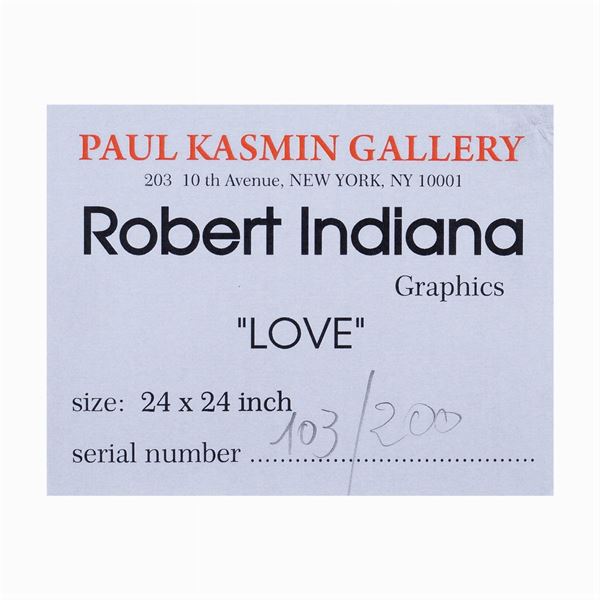 PAUL KASMIN GALLERY
203 10 th Avenue, NEW YORK, NY 10001
Robert Indiana
Graphics
"LOVE"
size: 24 x 24 inch
serial number ..................................... 103/200